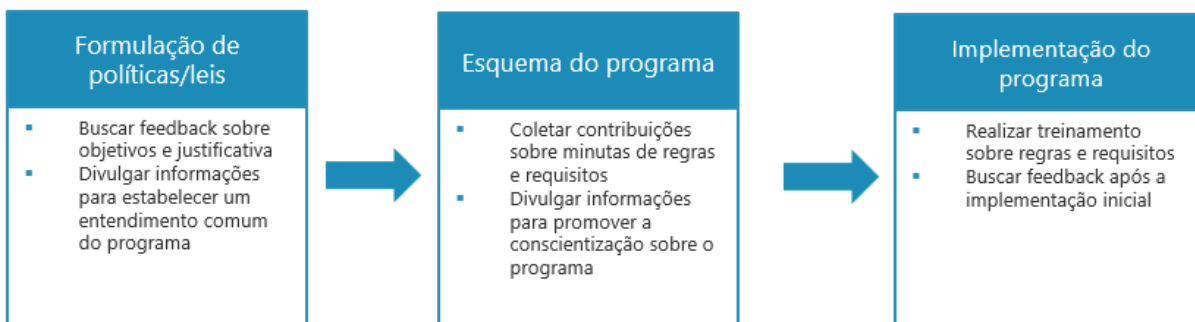 Formulação de
políticas/leis
▪ Buscar feedback sobre
objetivos e justificativa
▪ Divulgar informações
para estabelecer um
entendimento comum
do programa
Esquema do programa
▪ Coletar contribuições
sobre minutas de regras
e requisitos
▪ Divulgar informações
para promover a
conscientização sobre o
programa
Implementação do
programa
▪ Realizar treinamento
sobre regras e requisitos
▪ Buscar feedback após a
implementação inicial